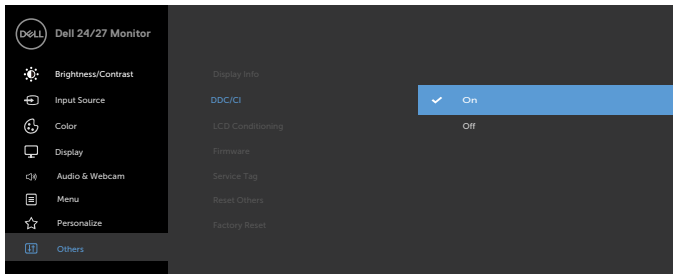 DELL
Dell 24/27 Monitor
Brightness/Contrast
Input Source
Color
Display
Audio & Webcam
Menu
Personalize
Others
Display Info
DDC/CI
LCD Conditioning
Firmware
Service Tag
Reset Others
Factory Reset
On
Off